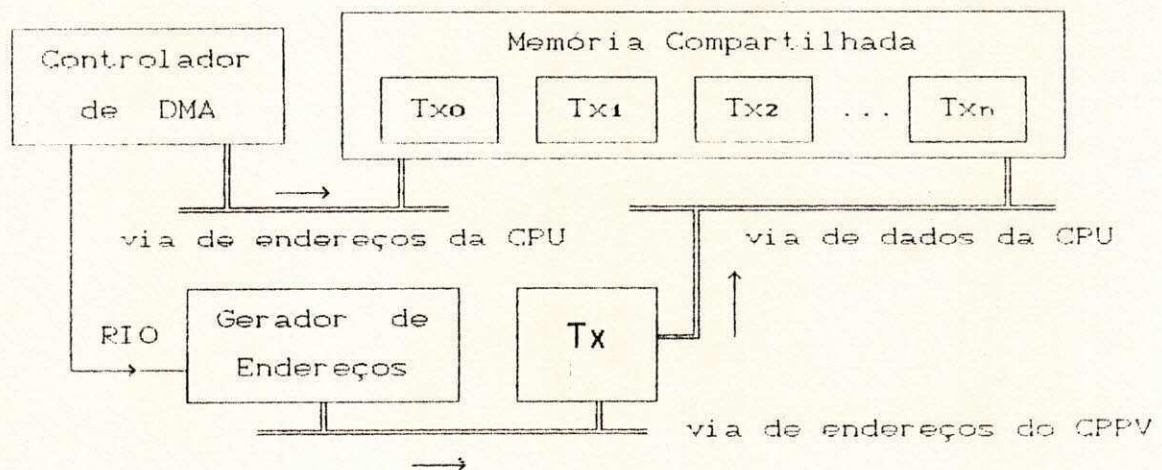 Controlador
de DMA
Memória Compartilhada
Tx0
Tx1
Tx2
...
Txn
via de endereços da CPU
via de dados da CPU
RIO
Gerador de
Endereços
Tx
via de endereços do CPPV